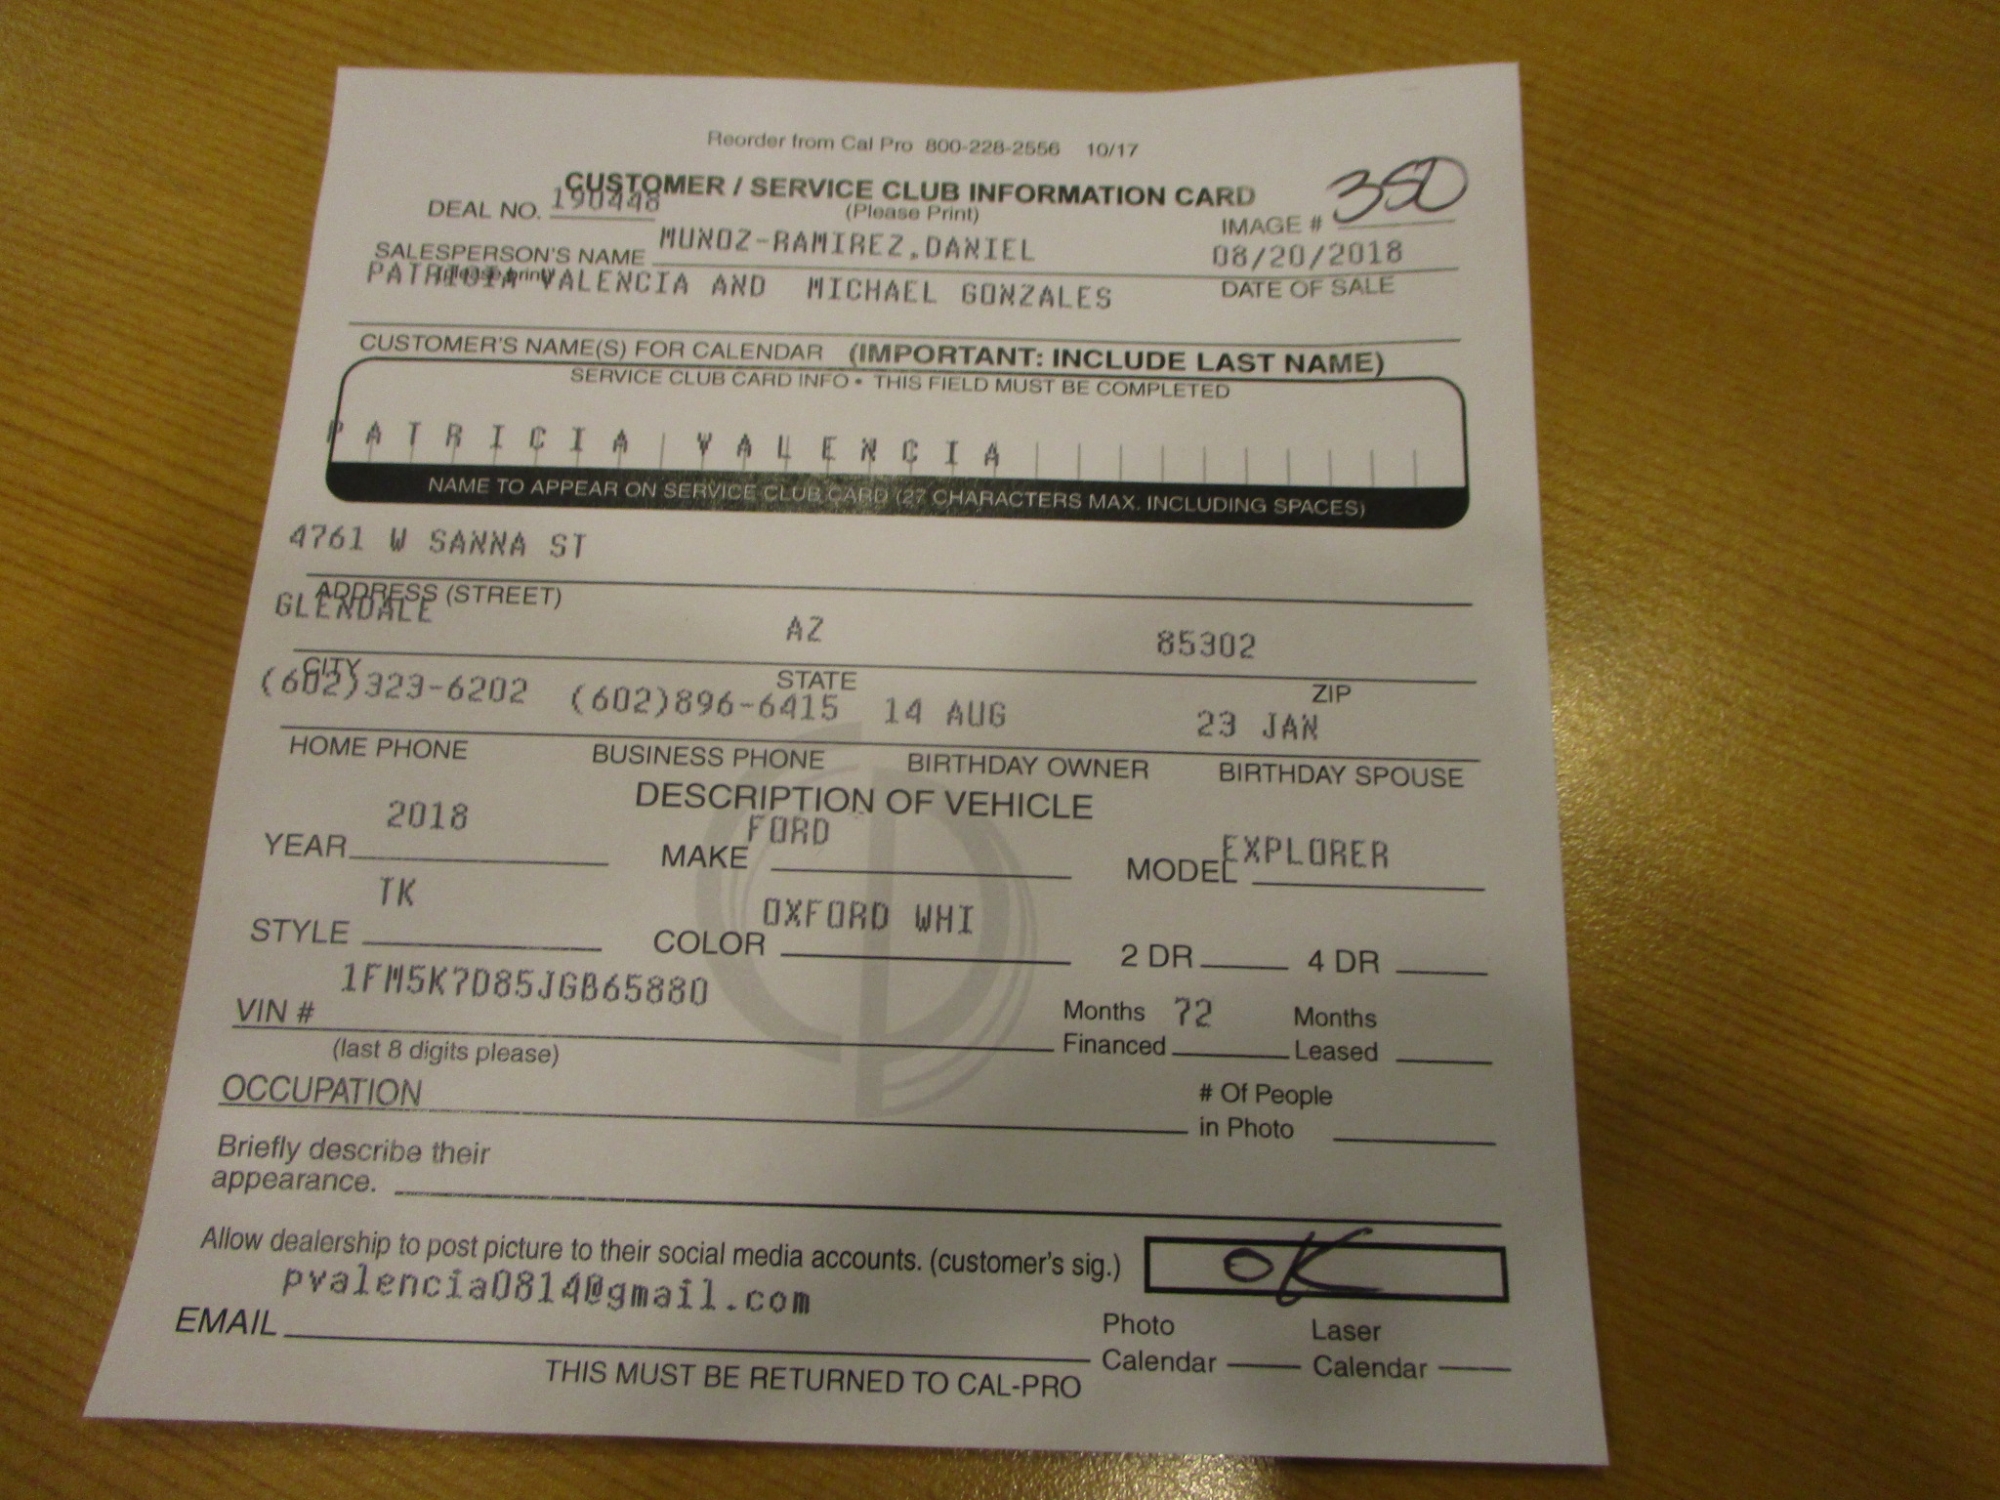 Reorder from Cal Pro 800-228-2556 10/17
CUSTOMER / SERVICE CLUB INFORMATION CARD
(Please Print)
DEAL NO. 190448
IMAGE # 350
SALESPERSON'S NAME MUNOZ-RAMIREZ,DANIEL 08/20/2018
(please print) DATE OF SALE
PATRICIA VALENCIA AND MICHAEL GONZALES
CUSTOMER'S NAME(S) FOR CALENDAR (IMPORTANT: INCLUDE LAST NAME)
SERVICE CLUB CARD INFO • THIS FIELD MUST BE COMPLETED
PATRICIA VALENCIA
NAME TO APPEAR ON SERVICE CLUB CARD (27 CHARACTERS MAX. INCLUDING SPACES)
4761 W SANNA ST
ADDRESS (STREET)
GLENDALE AZ 85302
CITY STATE ZIP
(602)323-6202 (602)896-6415 14 AUG 23 JAN
HOME PHONE BUSINESS PHONE BIRTHDAY OWNER BIRTHDAY SPOUSE
DESCRIPTION OF VEHICLE
YEAR 2018 MAKE FORD MODEL EXPLORER
STYLE TK COLOR OXFORD WHI 2 DR 4 DR
VIN # 1FM5K7D85JGB65880 Months Financed 72 Months Leased
(last 8 digits please)
OCCUPATION # Of People in Photo
Briefly describe their
appearance.
Allow dealership to post picture to their social media accounts. (customer's sig.) OK
EMAIL pvalencia0814@gmail.com Photo Calendar Laser Calendar
THIS MUST BE RETURNED TO CAL-PRO